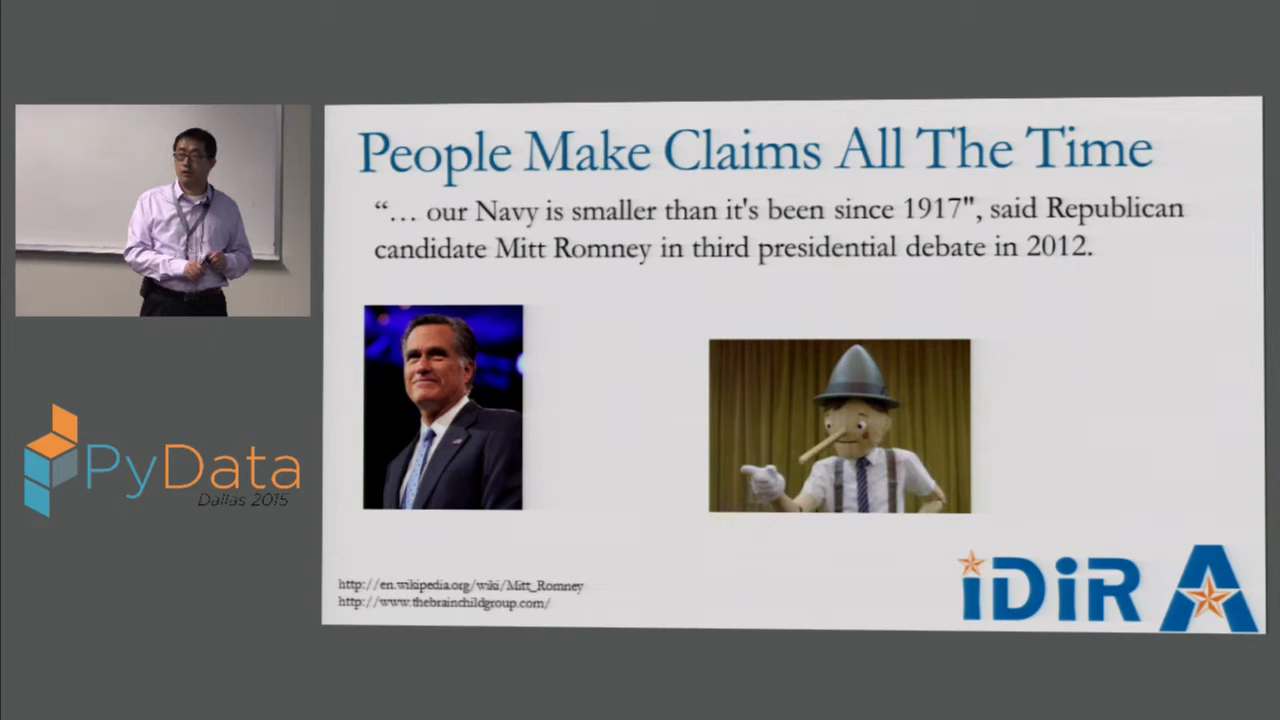 People Make Claims All The Time
“… our Navy is smaller than it's been since 1917", said Republican
candidate Mitt Romney in third presidential debate in 2012.
PyData
Dallas 2015
http://en.wikipedia.org/wiki/Mitt_Romney
http://www.thebrainchildgroup.com/
iDiR A